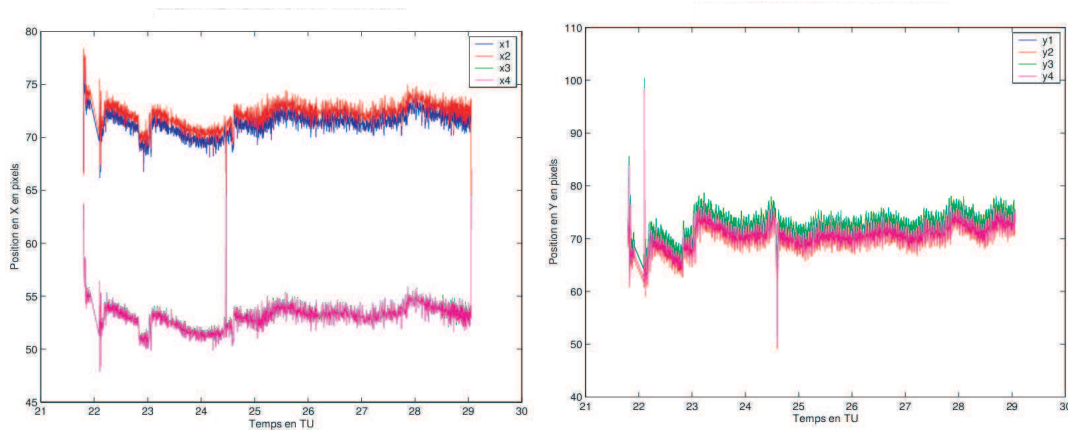 80
75
70
65
60
55
50
45
21 22 23 24 25 26 27 28 29 30
Position en X en pixels
Temps en TU
x1
x2
x3
x4
110
100
90
80
70
60
50
40
21 22 23 24 25 26 27 28 29 30
Position en Y en pixels
Temps en TU
y1
y2
y3
y4